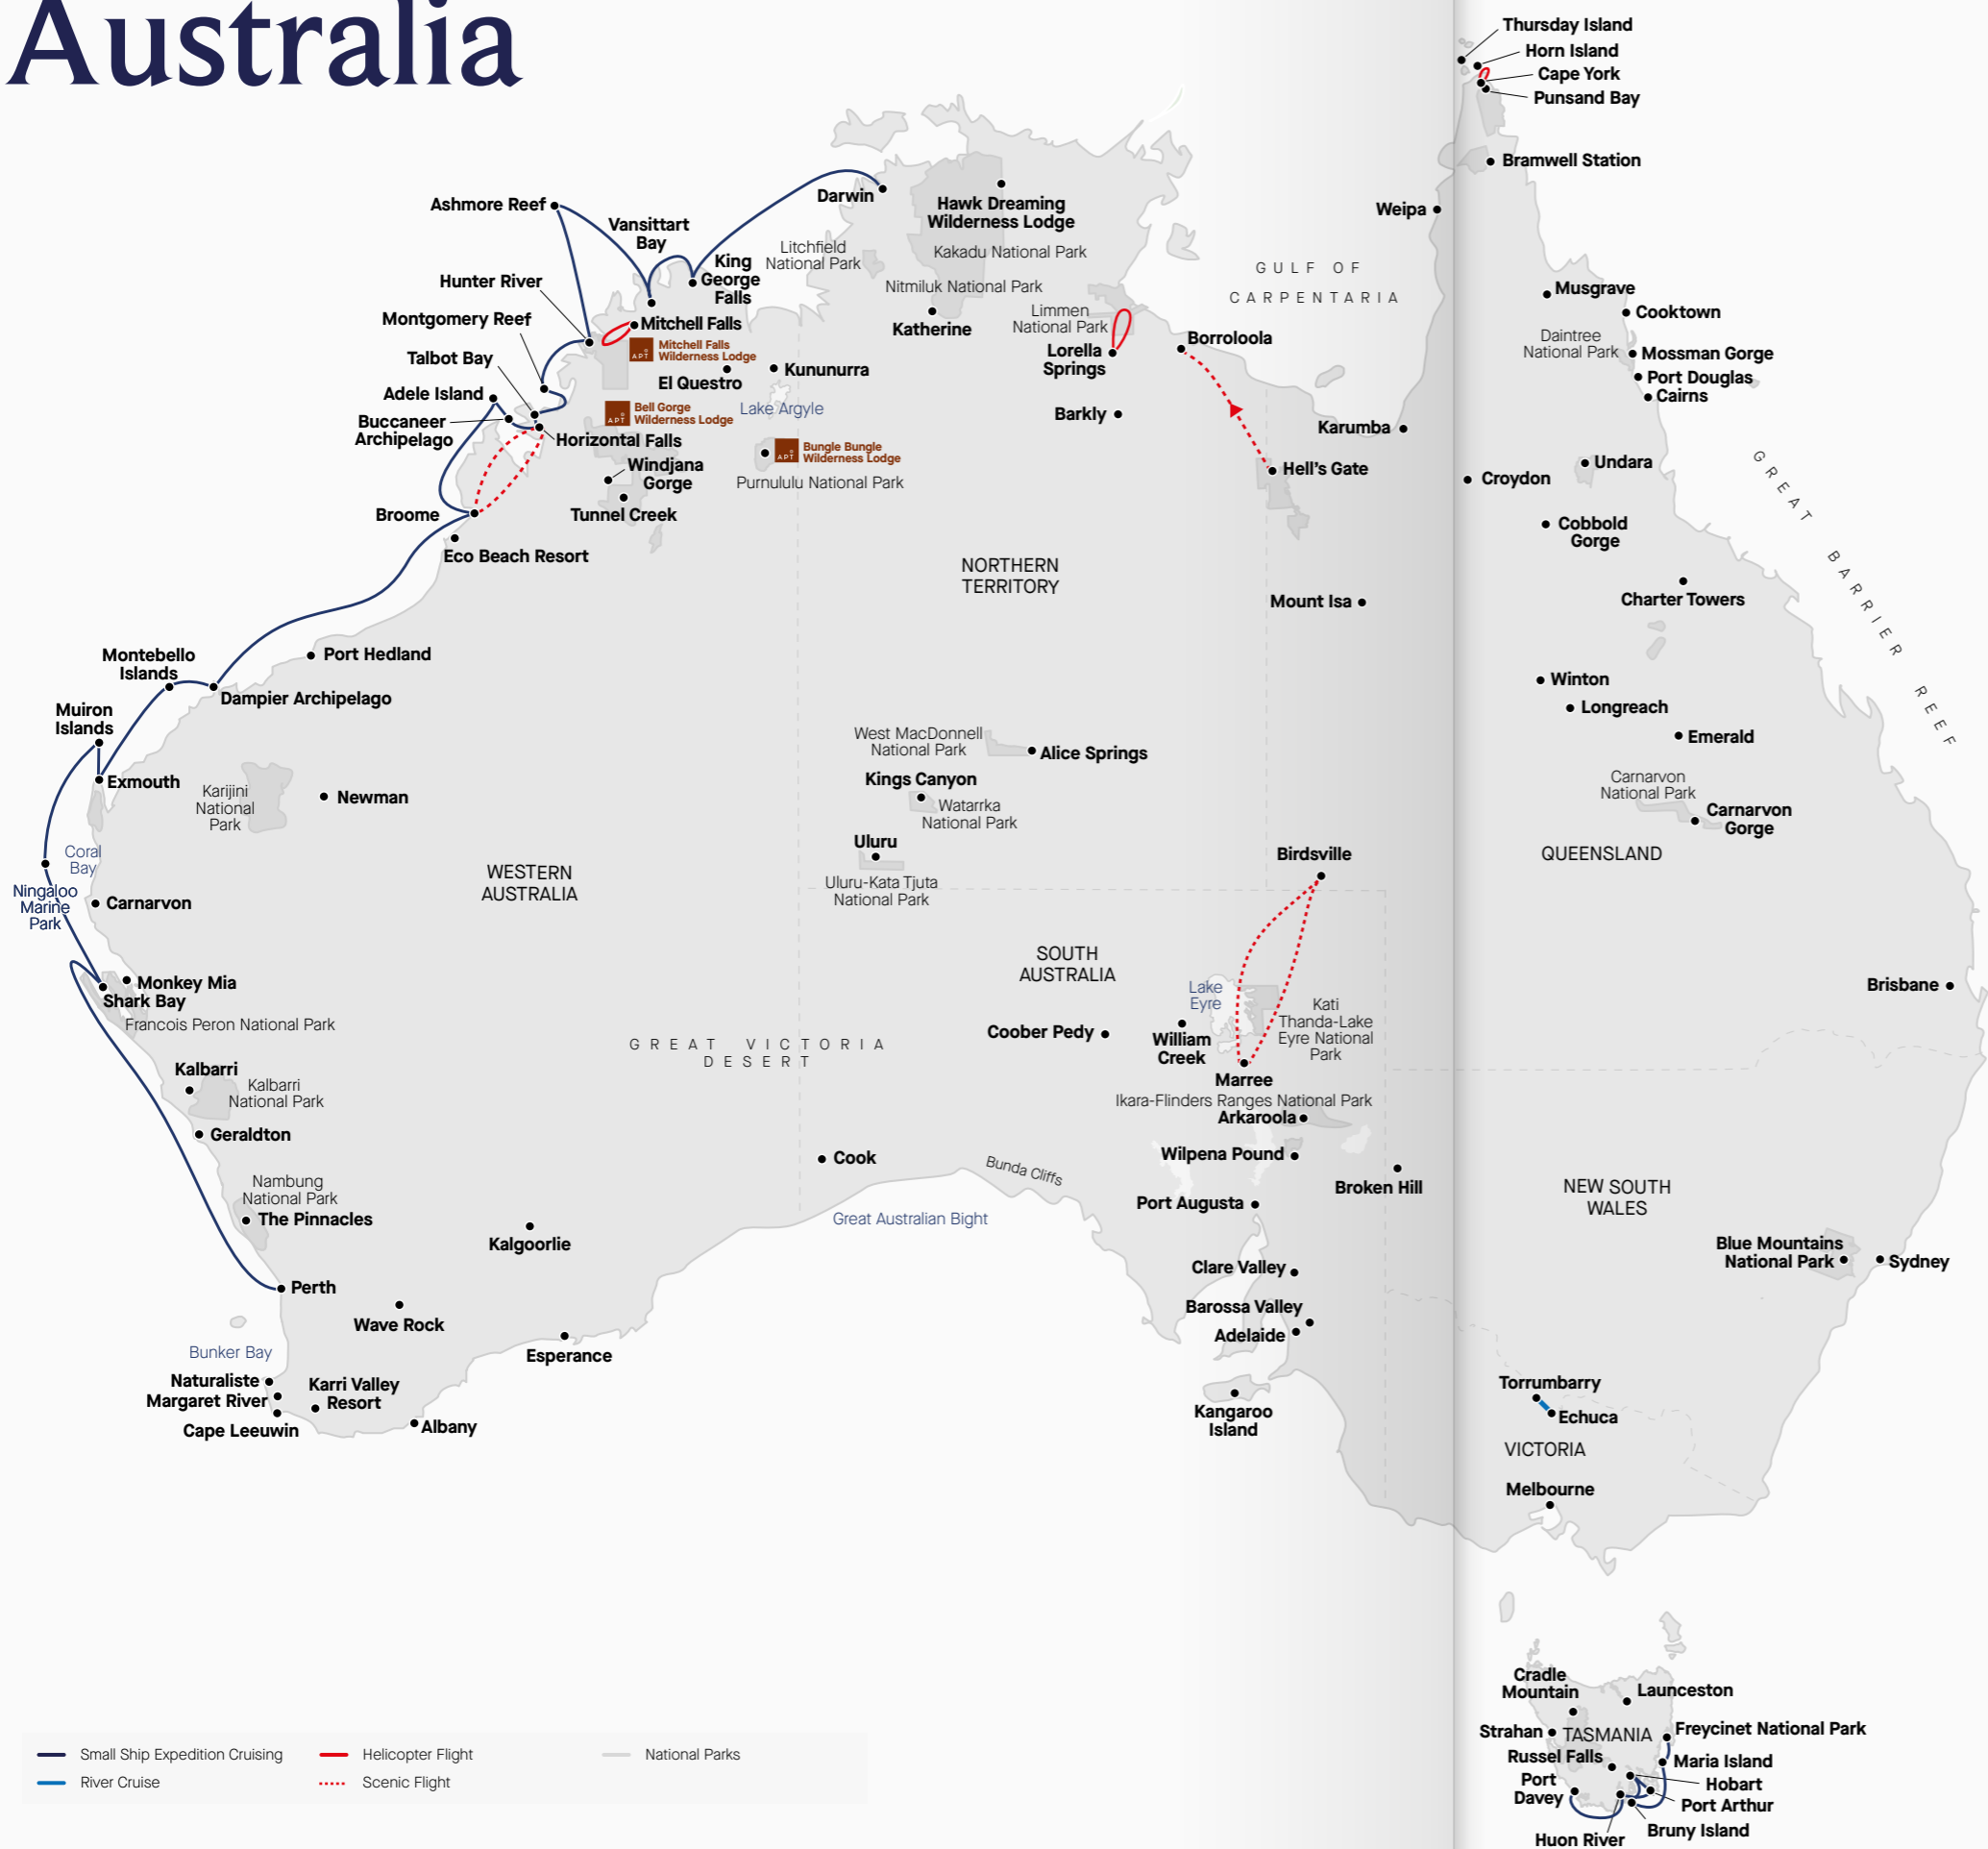 Australia
Thursday Island
Horn Island
Cape York
Punsand Bay
Bramwell Station
Weipa
Darwin
Hawk Dreaming
Wilderness Lodge
Kakadu National Park
Ashmore Reef
Vansittart
Bay
Litchfield
National Park
King
George
Falls
Hunter River
Nitmiluk National Park
Katherine
GULF OF
CARPENTARIA
Limmen
National Park
Musgrave
Cooktown
Montgomery Reef
Mitchell Falls
APT
Mitchell Falls
Wilderness Lodge
Lorella
Springs
Borroloola
Daintree
National Park
Mossman Gorge
Port Douglas
Cairns
Talbot Bay
El Questro
Kununurra
Adele Island
Buccaneer
Archipelago
APT
Bell Gorge
Wilderness Lodge
Lake Argyle
Barkly
Karumba
Horizontal Falls
APT
Bungle Bungle
Wilderness Lodge
Purnululu National Park
Windjana
Gorge
Tunnel Creek
Hell's Gate
Croydon
Undara
GREAT BARRIER REEF
Broome
Eco Beach Resort
Cobbold
Gorge
NORTHERN
TERRITORY
Mount Isa
Charter Towers
Montebello
Islands
Port Hedland
Dampier Archipelago
Winton
Longreach
Emerald
Muiron
Islands
Exmouth
Karijini
National
Park
Newman
West MacDonnell
National Park
Alice Springs
Kings Canyon
Watarrka
National Park
Carnarvon
National Park
Carnarvon
Gorge
Coral
Bay
Ningaloo
Marine
Park
Carnarvon
WESTERN
AUSTRALIA
Uluru
Uluru-Kata Tjuta
National Park
Birdsville
QUEENSLAND
Monkey Mia
Shark Bay
Francois Peron National Park
SOUTH
AUSTRALIA
Lake
Eyre
Kati
Thanda-Lake
Eyre National
Park
Brisbane
GREAT VICTORIA
DESERT
Coober Pedy
William
Creek
Marree
Kalbarri
Kalbarri
National Park
Geraldton
Ikara-Flinders Ranges National Park
Arkaroola
Wilpena Pound
Broken Hill
Cook
Bunda Cliffs
Port Augusta
NEW SOUTH
WALES
Nambung
National Park
The Pinnacles
Kalgoorlie
Great Australian Bight
Clare Valley
Blue Mountains
National Park
Sydney
Perth
Wave Rock
Esperance
Barossa Valley
Adelaide
Bunker Bay
Naturaliste
Margaret River
Cape Leeuwin
Karri Valley
Resort
Albany
Kangaroo
Island
Torrumbarry
Echuca
VICTORIA
Melbourne
Cradle
Mountain
Launceston
Strahan
TASMANIA
Freycinet National Park
Russel Falls
Maria Island
Port
Davey
Hobart
Port Arthur
Bruny Island
Huon River
Small Ship Expedition Cruising
Helicopter Flight
National Parks
River Cruise
Scenic Flight